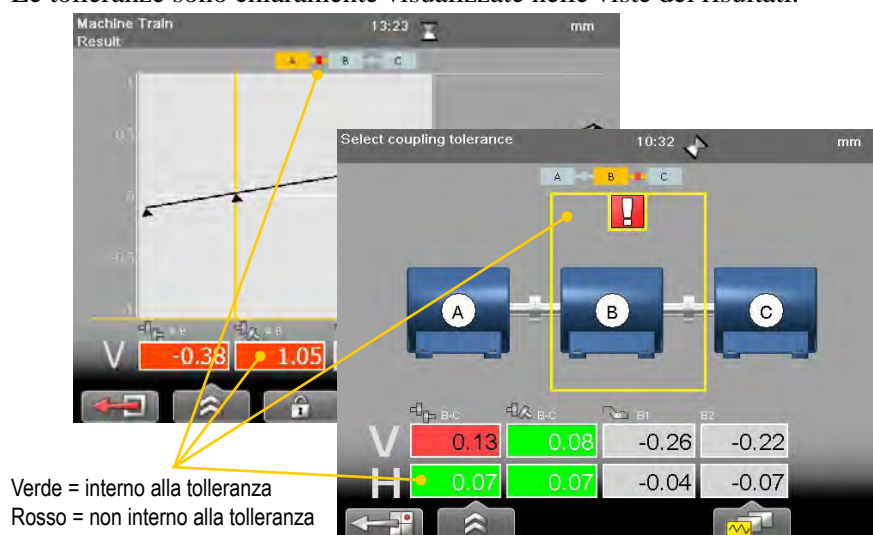 Le tolleranze sono chiaramente visualizzate nelle viste dei risultati.
Machine Train
Result
13:23
mm
A B C
1
0.5
0
-0.5
-1
A-B A-B
V -0.38 1.05
Select coupling tolerance
10:32
mm
A B C
!
A B C
B-C B-C B1 B2
V 0.13 0.08 -0.26 -0.22
H 0.07 0.07 -0.04 -0.07
Verde = interno alla tolleranza
Rosso = non interno alla tolleranza